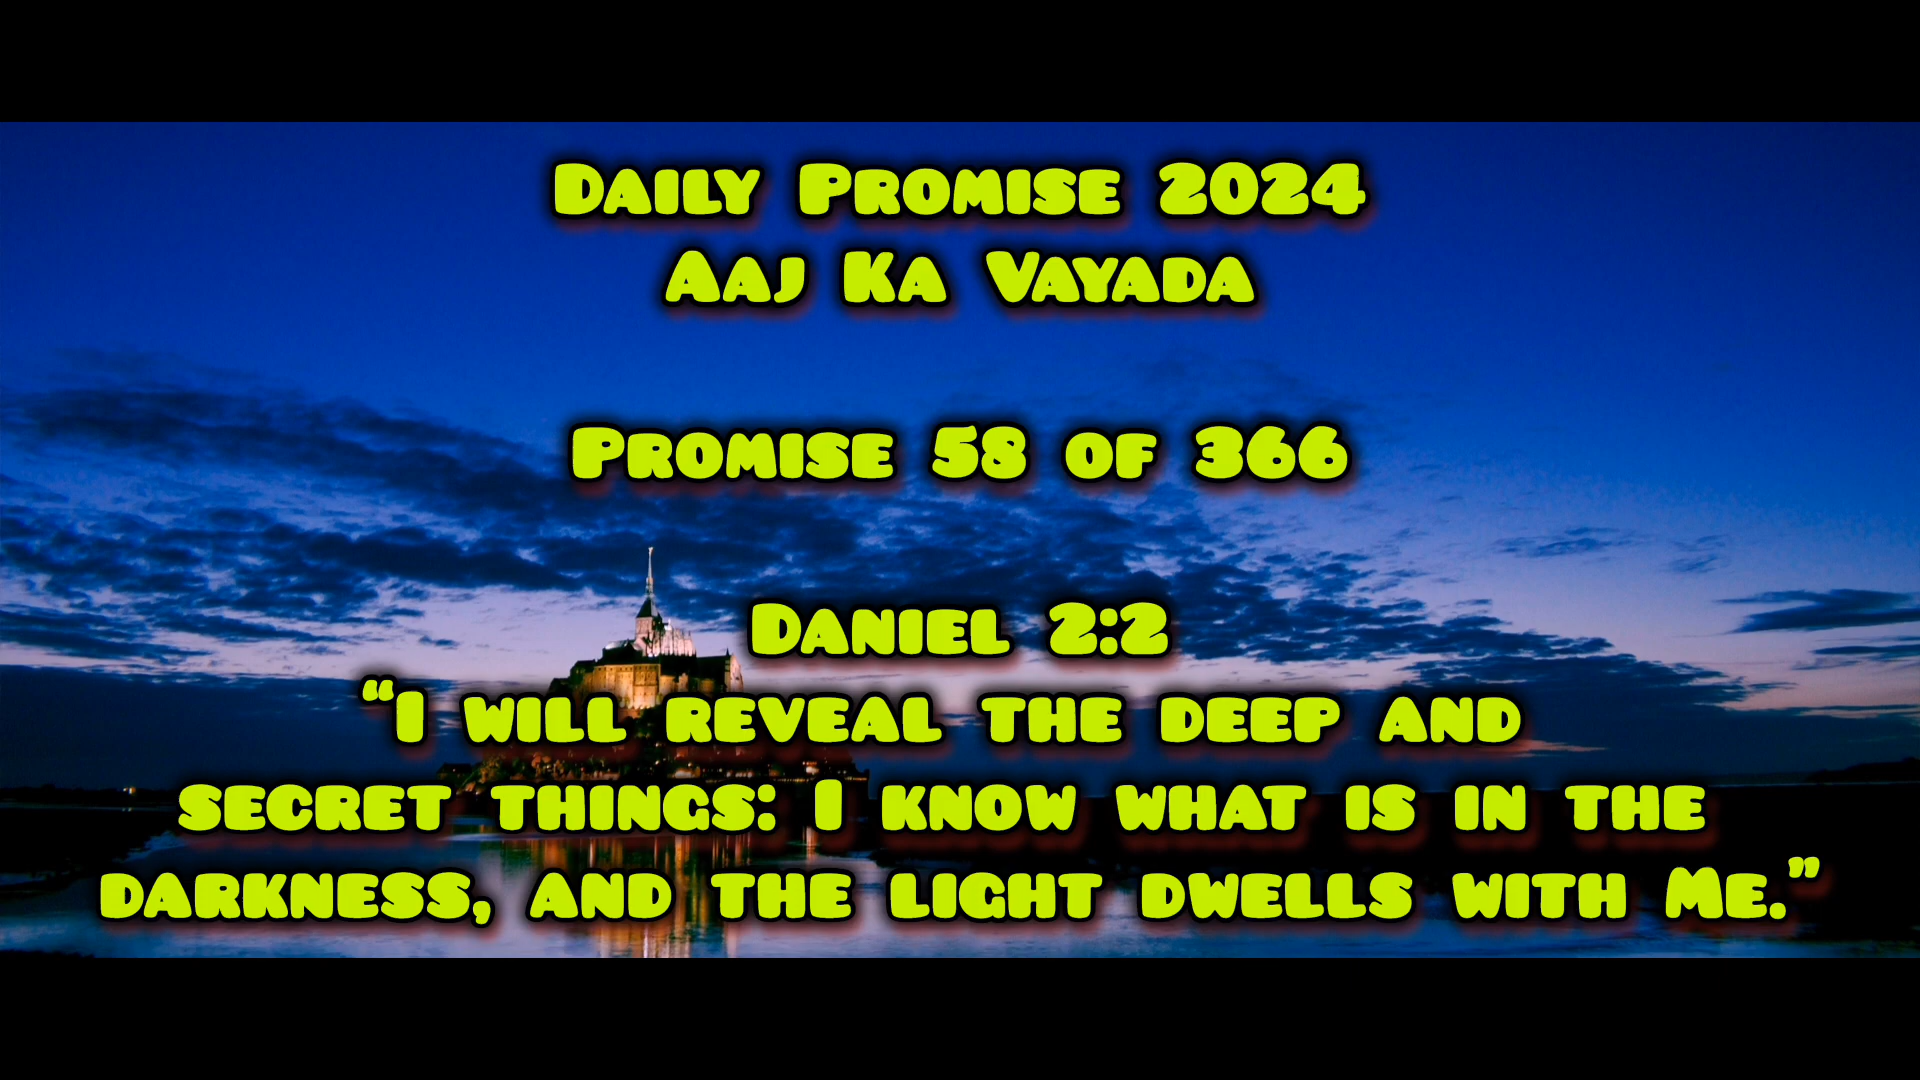 Daily Promise 2024
Aaj Ka Vayada
Promise 58 of 366
Daniel 2:2
“I will reveal the deep and
secret things: I know what is in the
darkness, and the light dwells with Me.”